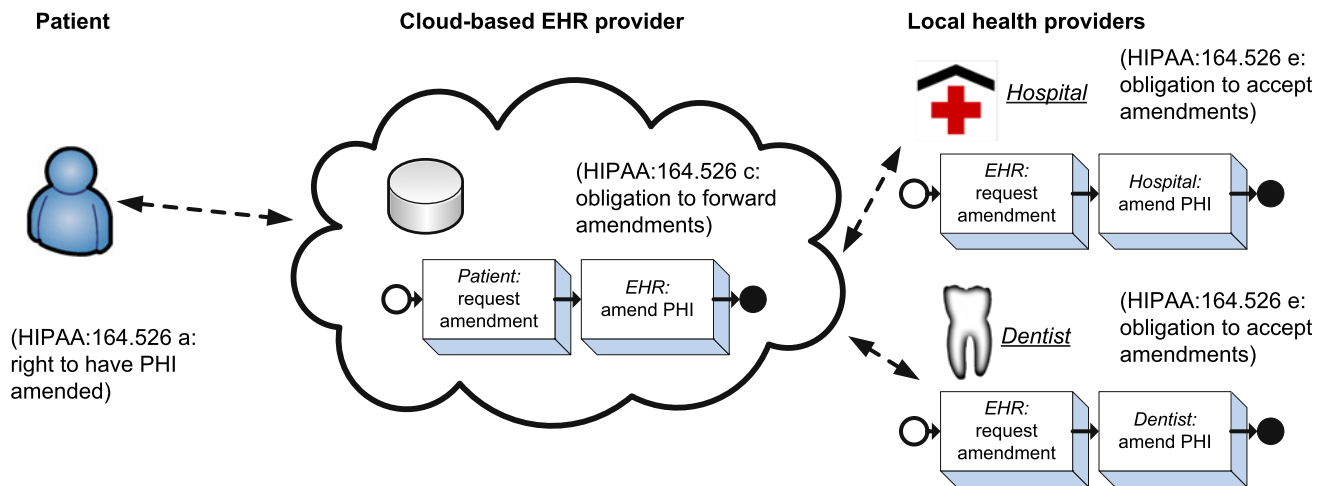 Patient
Cloud-based EHR provider
Local health providers
(HIPAA:164.526 a:
right to have PHI
amended)
(HIPAA:164.526 c:
obligation to forward
amendments)
Patient:
request
amendment
EHR:
amend PHI
Hospital
(HIPAA:164.526 e:
obligation to accept
amendments)
EHR:
request
amendment
Hospital:
amend PHI
Dentist
(HIPAA:164.526 e:
obligation to accept
amendments)
EHR:
request
amendment
Dentist:
amend PHI